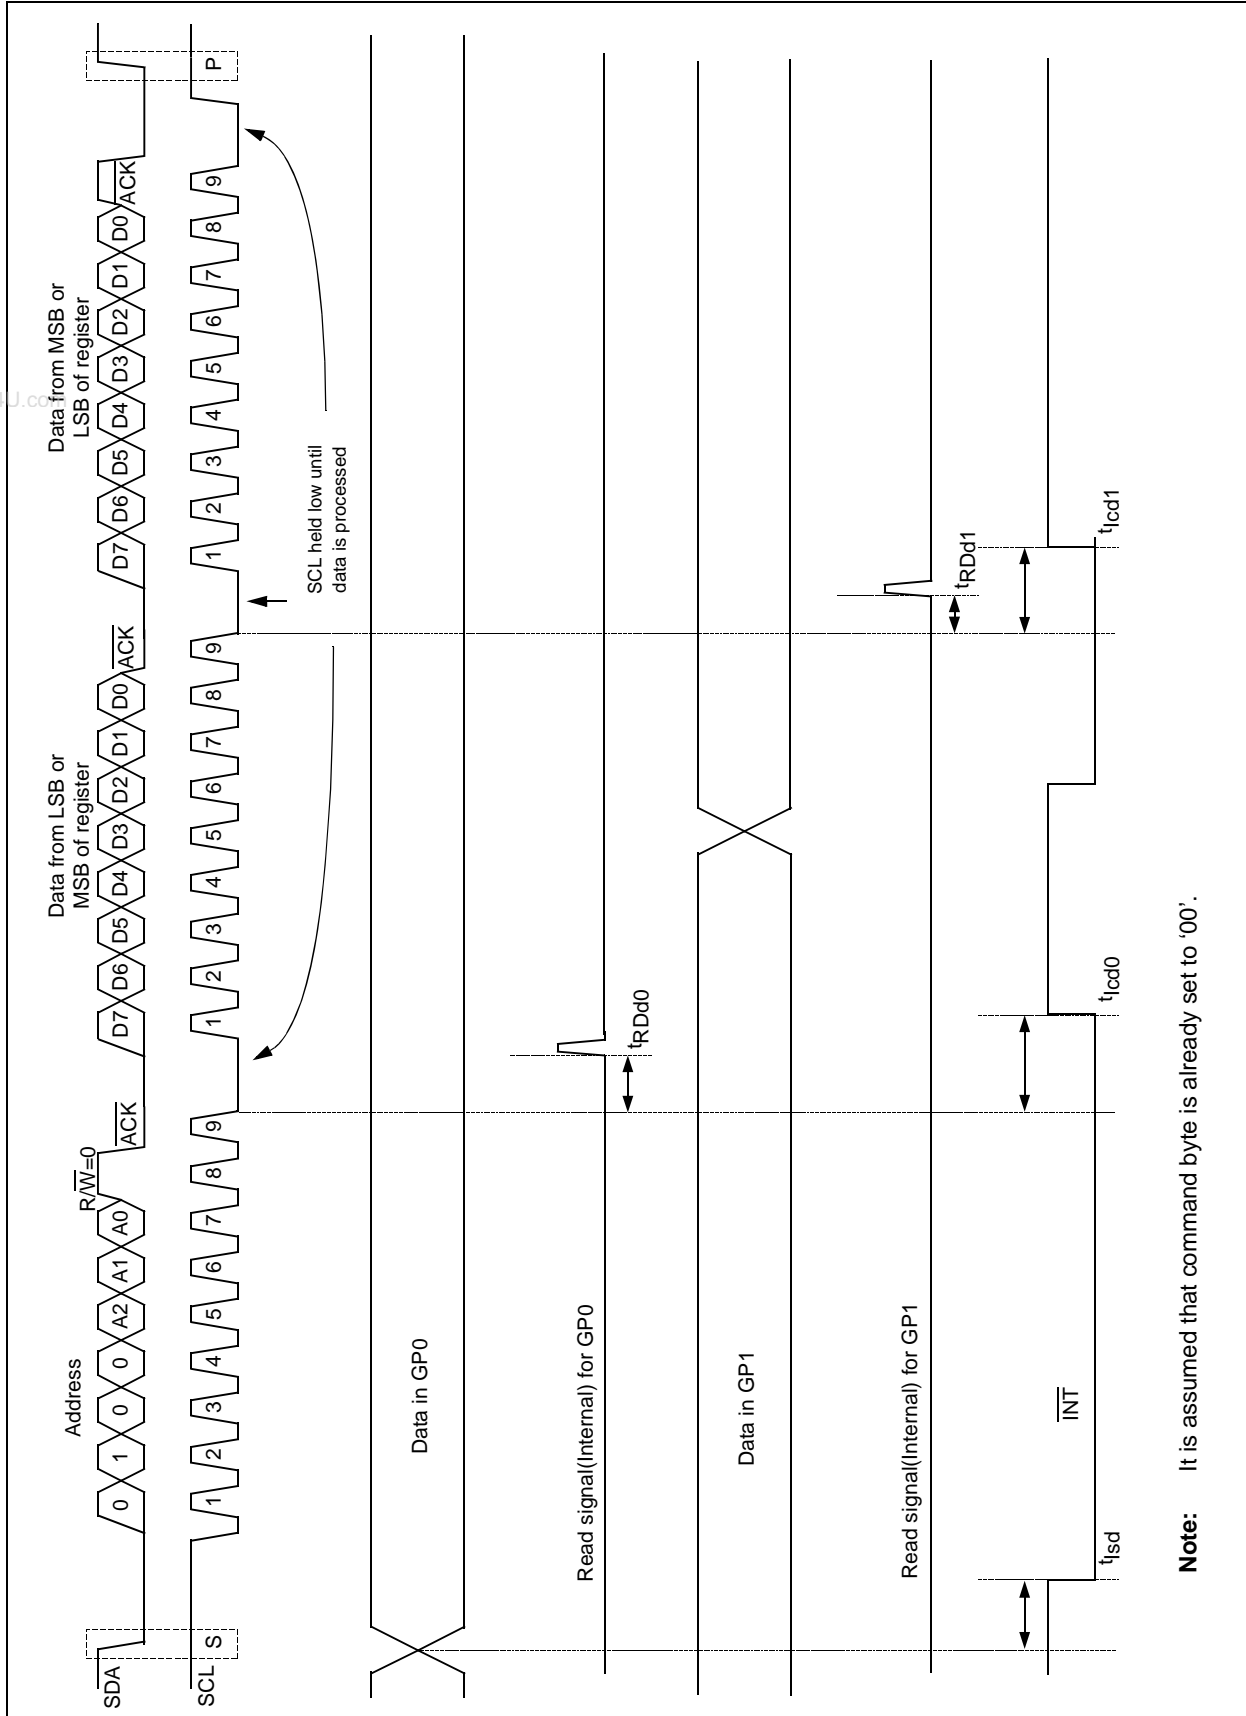 Address
R/W̅=0
Data from LSB or
MSB of register
Data from MSB or
LSB of register
U.com
SDA 0 1 0 0 A2 A1 A0 A̅C̅K̅ D7 D6 D5 D4 D3 D2 D1 D0 A̅C̅K̅ D7 D6 D5 D4 D3 D2 D1 D0 A̅C̅K̅
SCL S 1 2 3 4 5 6 7 8 9 1 2 3 4 5 6 7 8 9 1 2 3 4 5 6 7 8 9 P
SCL held low until
data is processed
Data in GP0
Read signal(Internal) for GP0
tRDd0
Data in GP1
Read signal(Internal) for GP1
tRDd1
I̅N̅T̅
tIsd
tIcd0
tIcd1
Note: It is assumed that command byte is already set to ‘00’.